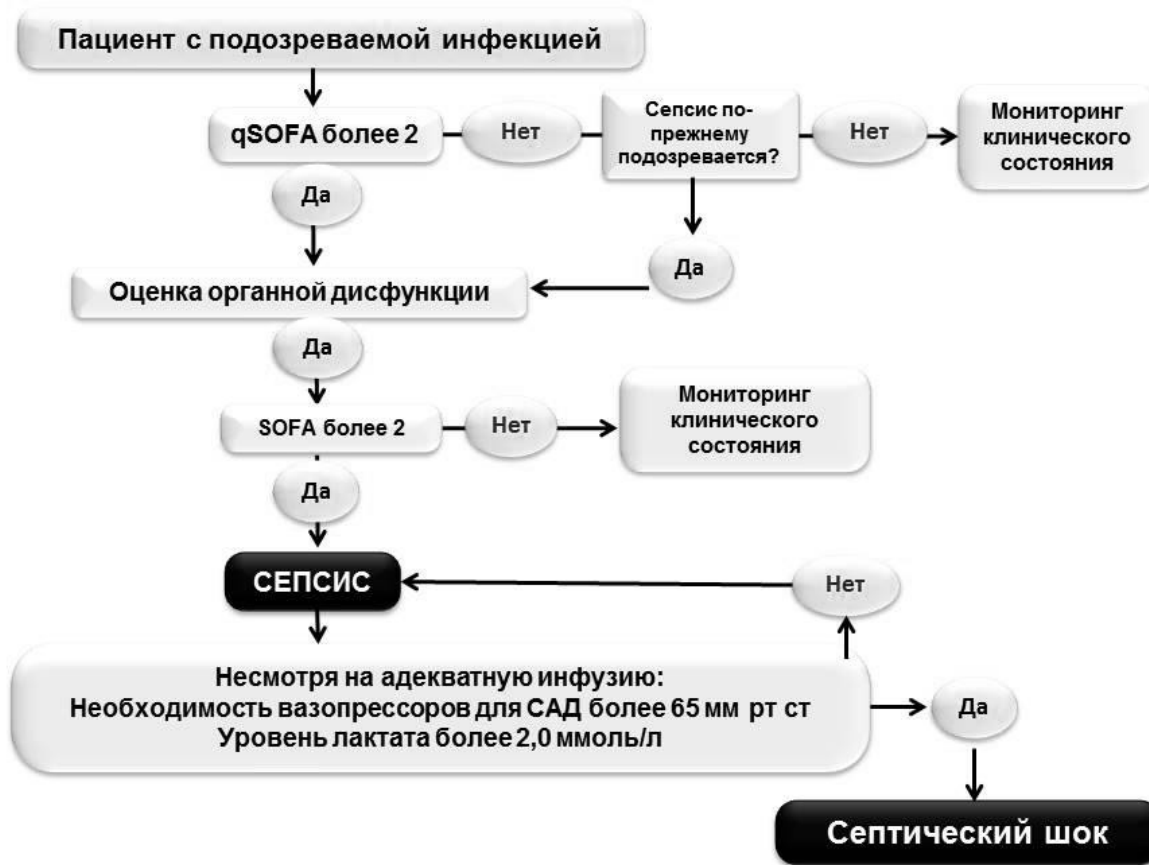 Пациент с подозреваемой инфекцией
qSOFA более 2
Нет
Сепсис по-
прежнему
подозревается?
Нет
Мониторинг
клинического
состояния
Да
Да
Оценка органной дисфункции
Да
SOFA более 2
Нет
Мониторинг
клинического
состояния
Да
СЕПСИС
Нет
Несмотря на адекватную инфузию:
Необходимость вазопрессоров для САД более 65 мм рт ст
Уровень лактата более 2,0 ммоль/л
Да
Септический шок